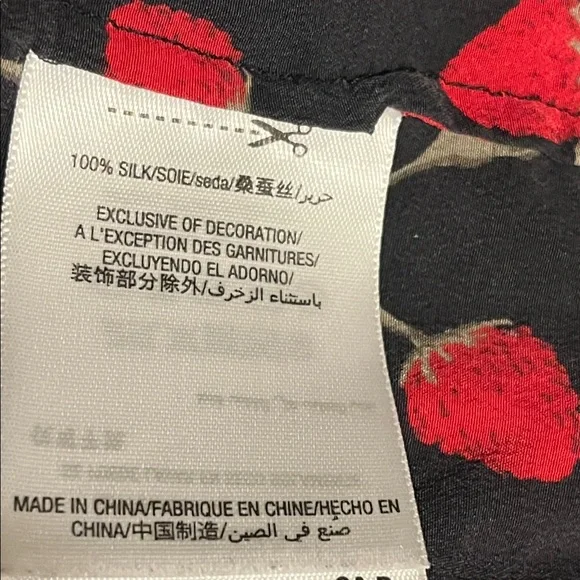 100% SILK/SOIE/seda/桑蚕丝/حرير
EXCLUSIVE OF DECORATION/
A L'EXCEPTION DES GARNITURES/
EXCLUYENDO EL ADORNO/
装饰部分除外/باستثناء الزخرف
MADE IN CHINA/FABRIQUE EN CHINE/HECHO EN
CHINA/中国制造/صُنع في الصين